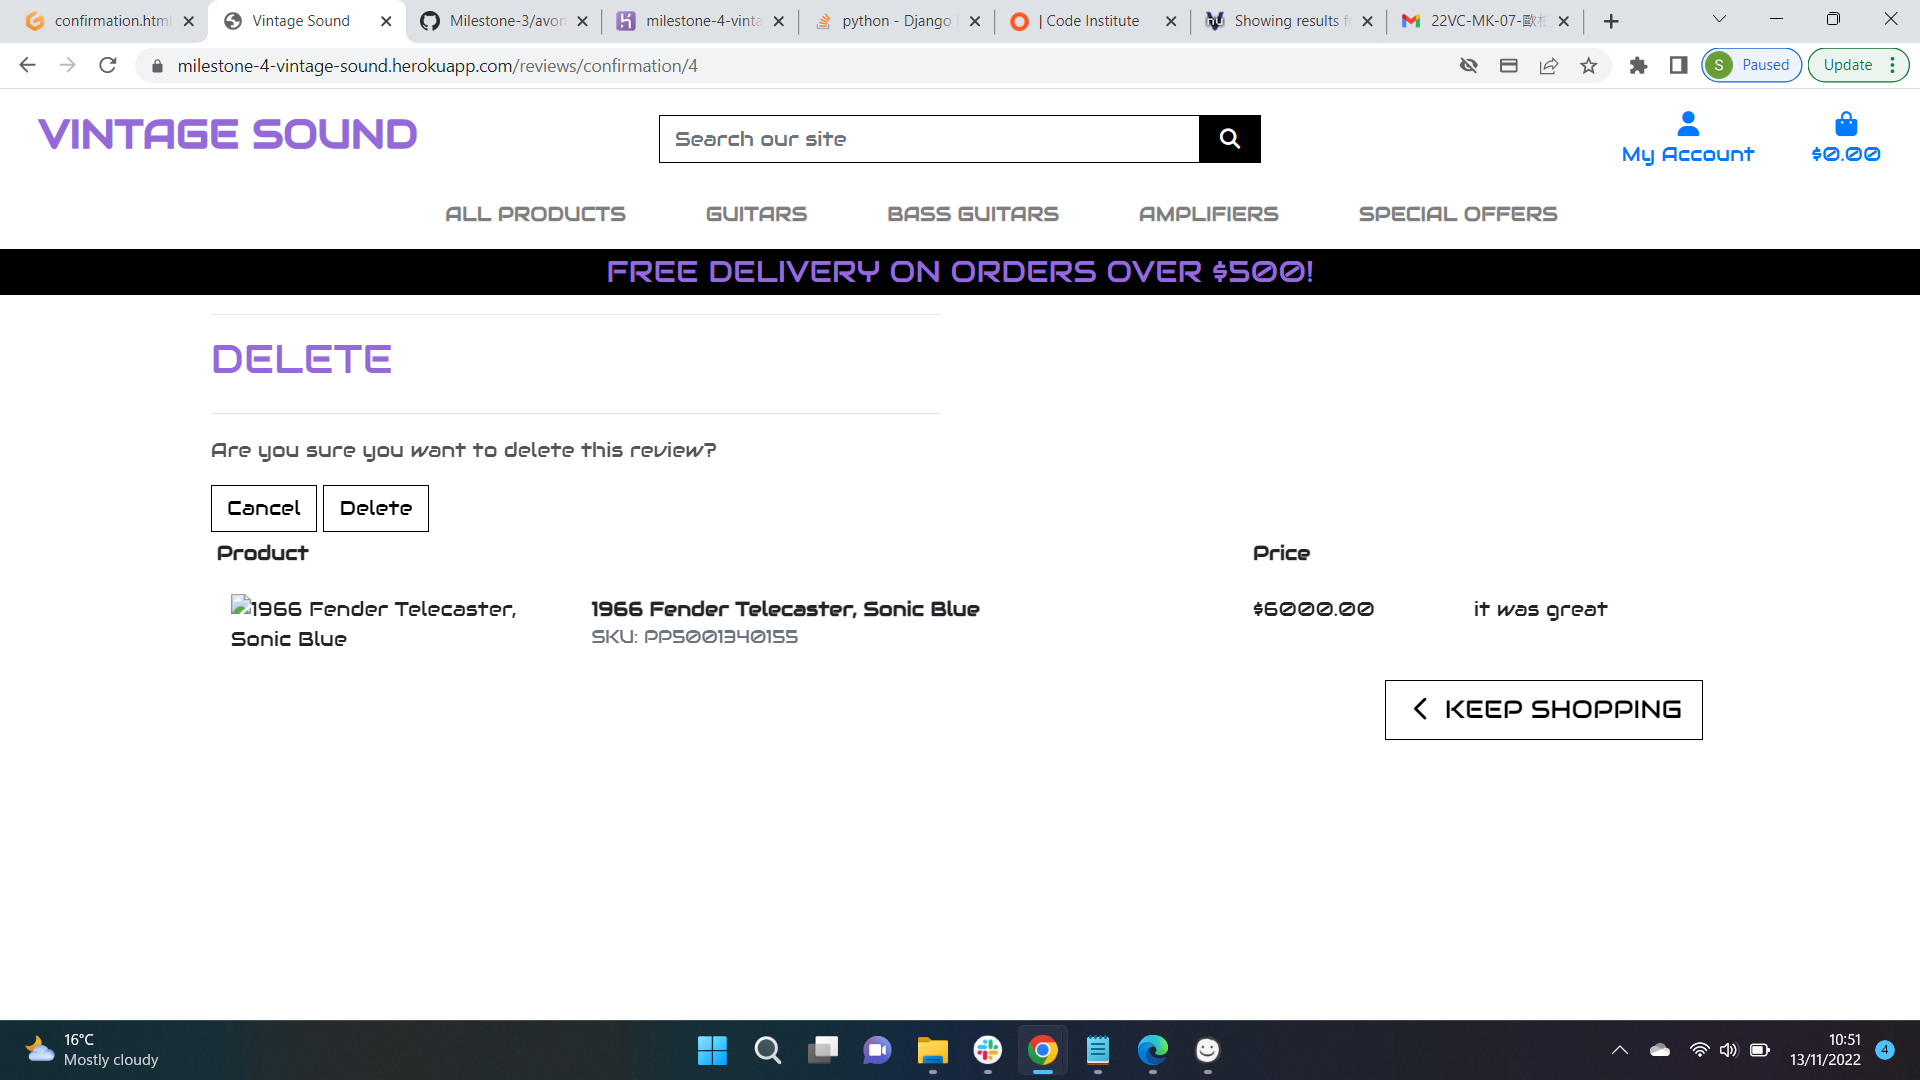 confirmation.html
Vintage Sound
Milestone-3/avon
milestone-4-vinta
python - Django
| Code Institute
Showing results f
22VC-MK-07-歐
milestone-4-vintage-sound.herokuapp.com/reviews/confirmation/4
S
Paused
Update
VINTAGE SOUND
Search our site
My Account
$0.00
ALL PRODUCTS
GUITARS
BASS GUITARS
AMPLIFIERS
SPECIAL OFFERS
FREE DELIVERY ON ORDERS OVER $500!
DELETE
Are you sure you want to delete this review?
Cancel
Delete
Product
Price
1966 Fender Telecaster,
Sonic Blue
1966 Fender Telecaster, Sonic Blue
SKU: PP5001340155
$6000.00
it was great
KEEP SHOPPING
16°C
Mostly cloudy
10:51
13/11/2022
4